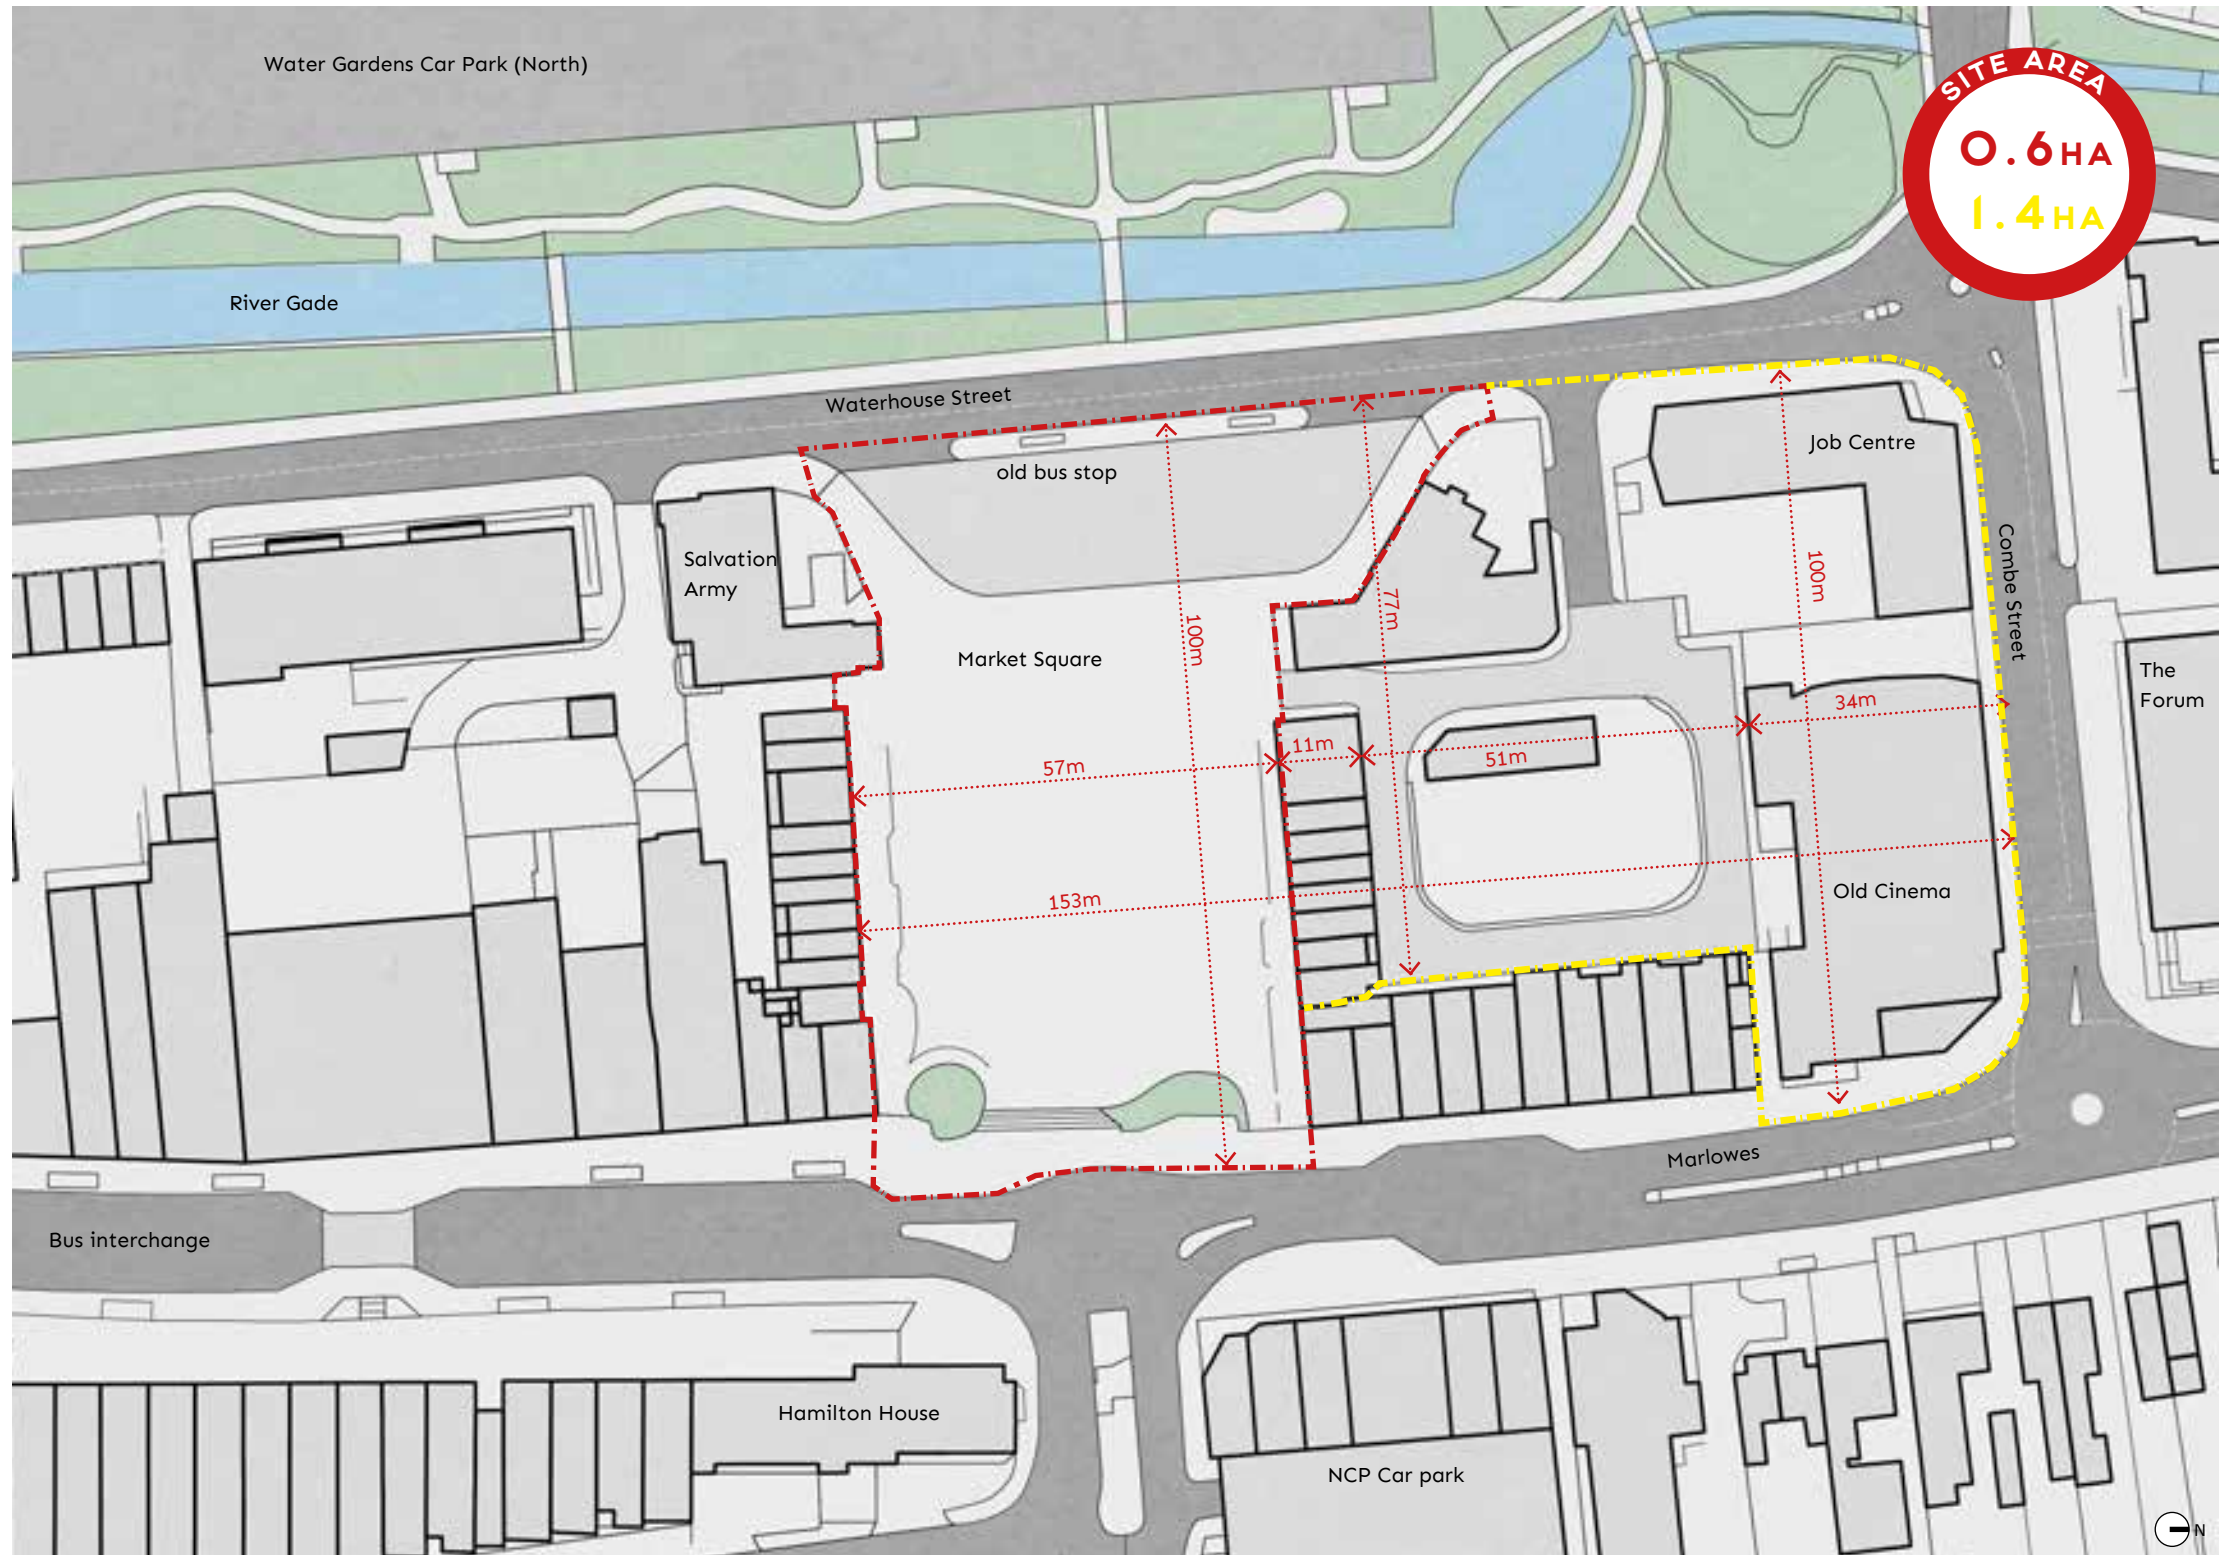 Water Gardens Car Park (North)
SITE AREA
0.6HA
1.4HA
River Gade
Waterhouse Street
old bus stop
Job Centre
Salvation
Army
Combe Street
100m
77m
100m
Market Square
The
Forum
34m
11m
51m
57m
153m
Old Cinema
Marlowes
Bus interchange
Hamilton House
NCP Car park
N